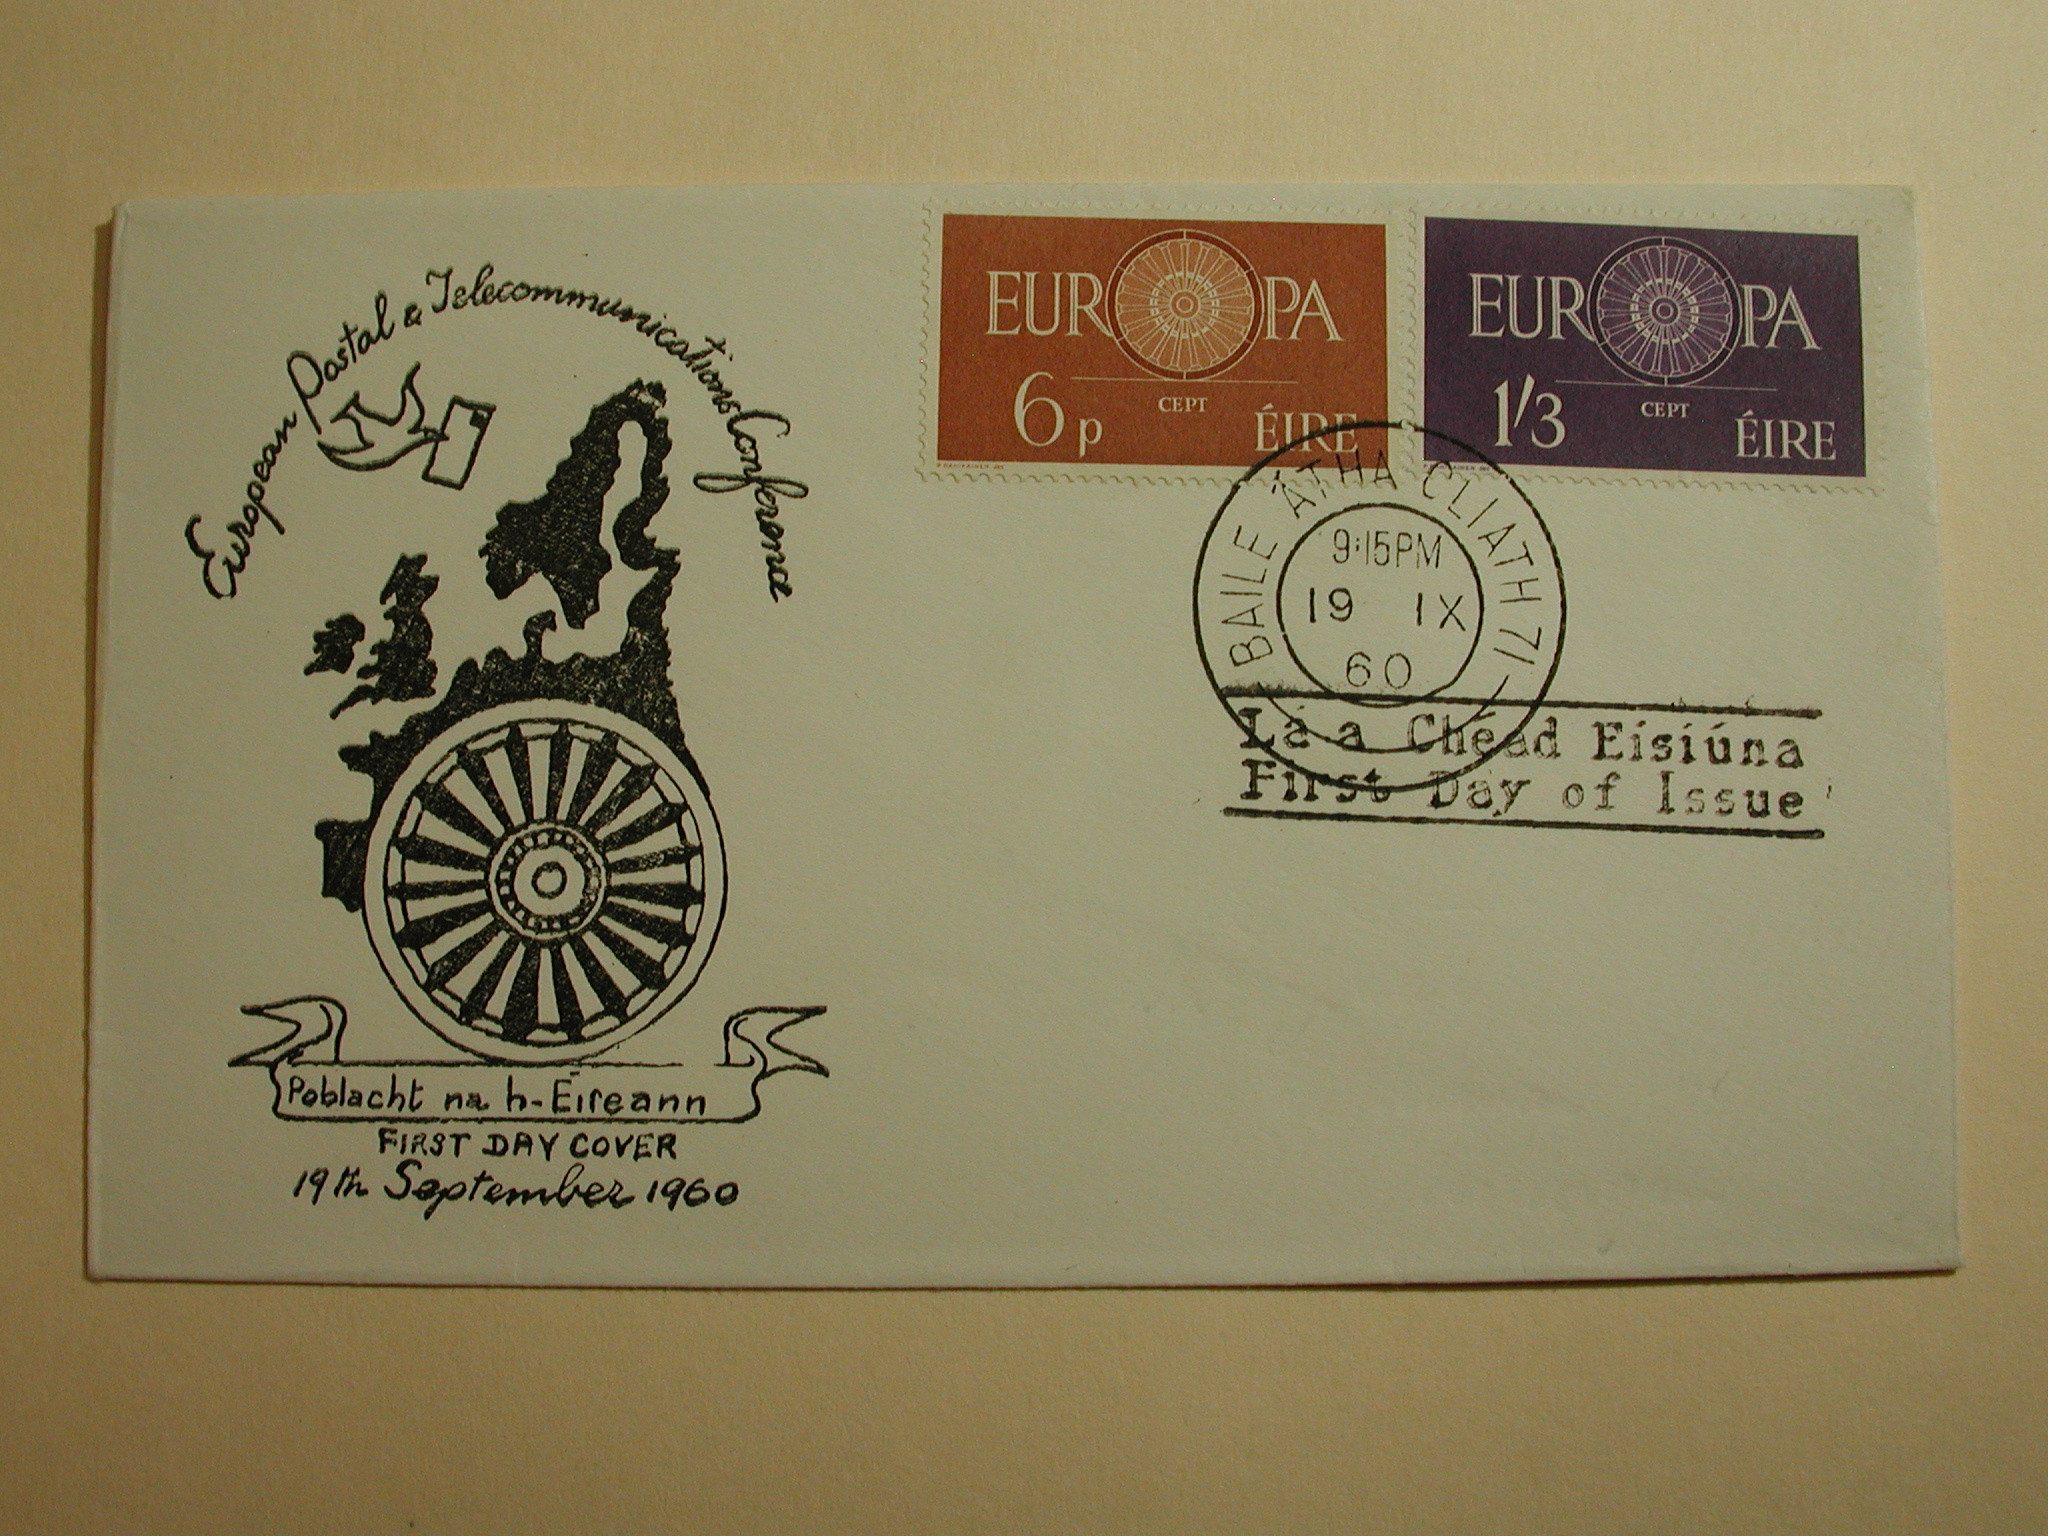 European Postal & Telecommunications Conference
EUROPA
6p
CEPT
ÉIRE
EUROPA
1/3
CEPT
ÉIRE
BAILE ÁTHA CLIATH 71
9:15PM
19 IX
60
Lá a Chéad Eisiúna
First Day of Issue
Poblacht na h-Éireann
FIRST DAY COVER
19th September 1960